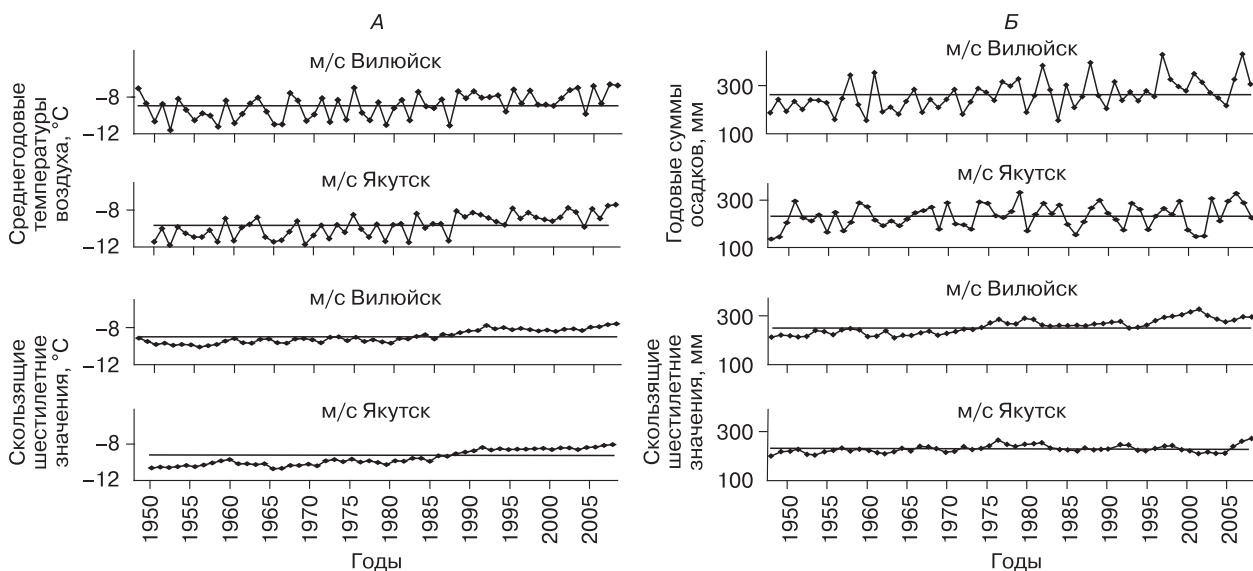 А
м/с Вилюйск
Среднегодовые
температуры
воздуха, °С
−8
−12
м/с Якутск
−8
−12
м/с Вилюйск
Скользящие
шестилетние
значения, °С
−8
−12
м/с Якутск
−8
−12
1950
1955
1960
1965
1970
1975
1980
1985
1990
1995
2000
2005
Годы
Б
м/с Вилюйск
Годовые суммы
осадков, мм
300
100
м/с Якутск
300
100
м/с Вилюйск
Скользящие
шестилетние
значения, мм
300
100
м/с Якутск
300
100
1950
1955
1960
1965
1970
1975
1980
1985
1990
1995
2000
2005
Годы